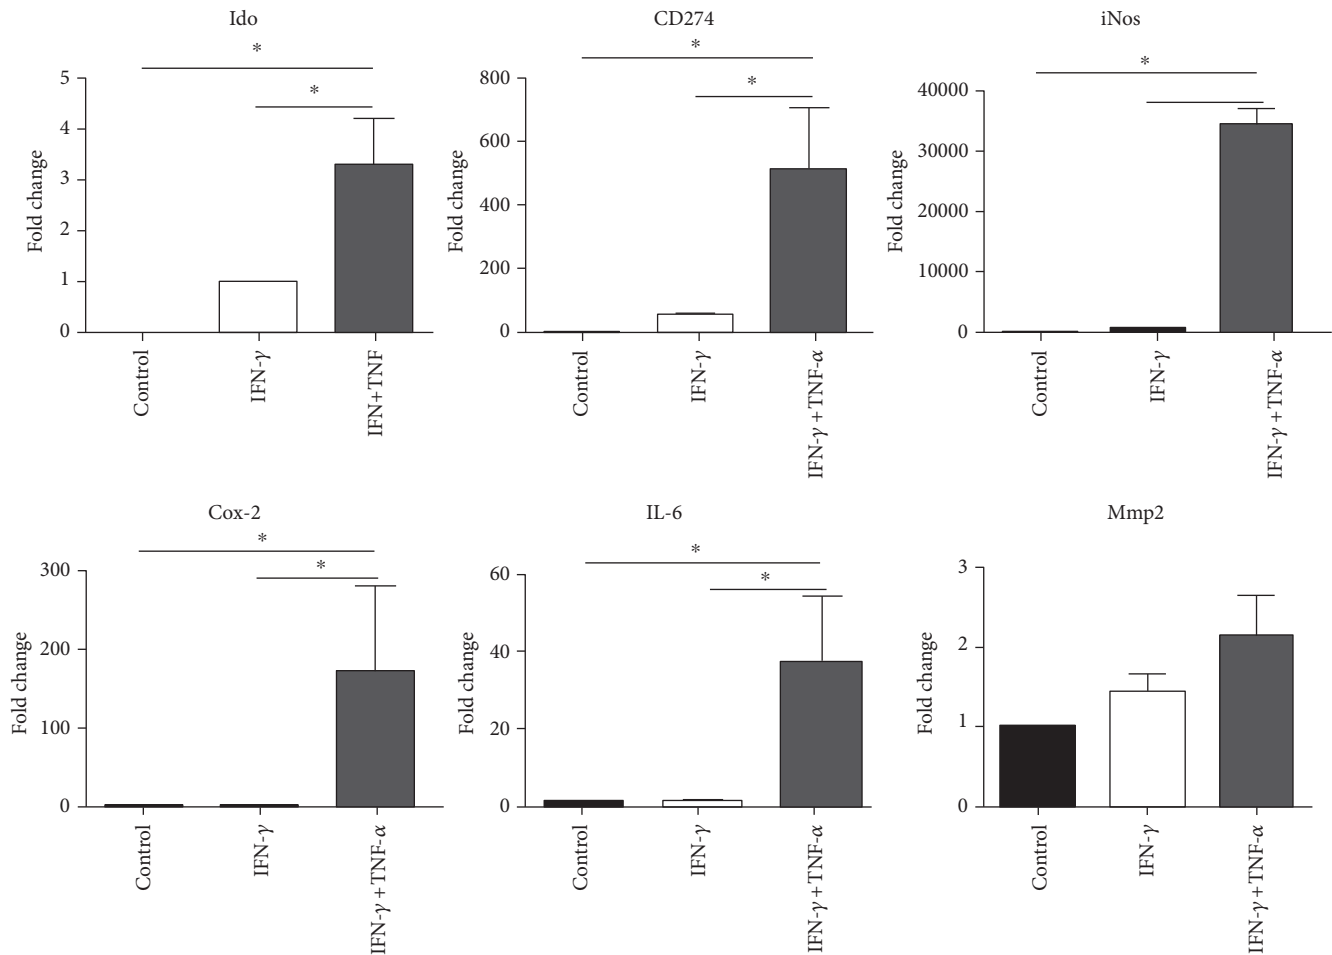 Ido
*
*
5
4
3
2
1
0
Fold change
Control
IFN-γ
IFN+TNF
CD274
*
*
800
600
400
200
0
Fold change
Control
IFN-γ
IFN-γ + TNF-α
iNos
*
40000
30000
20000
10000
0
Fold change
Control
IFN-γ
IFN-γ + TNF-α
Cox-2
*
*
300
200
100
0
Fold change
Control
IFN-γ
IFN-γ + TNF-α
IL-6
*
*
60
40
20
0
Fold change
Control
IFN-γ
IFN-γ + TNF-α
Mmp2
3
2
1
0
Fold change
Control
IFN-γ
IFN-γ + TNF-α